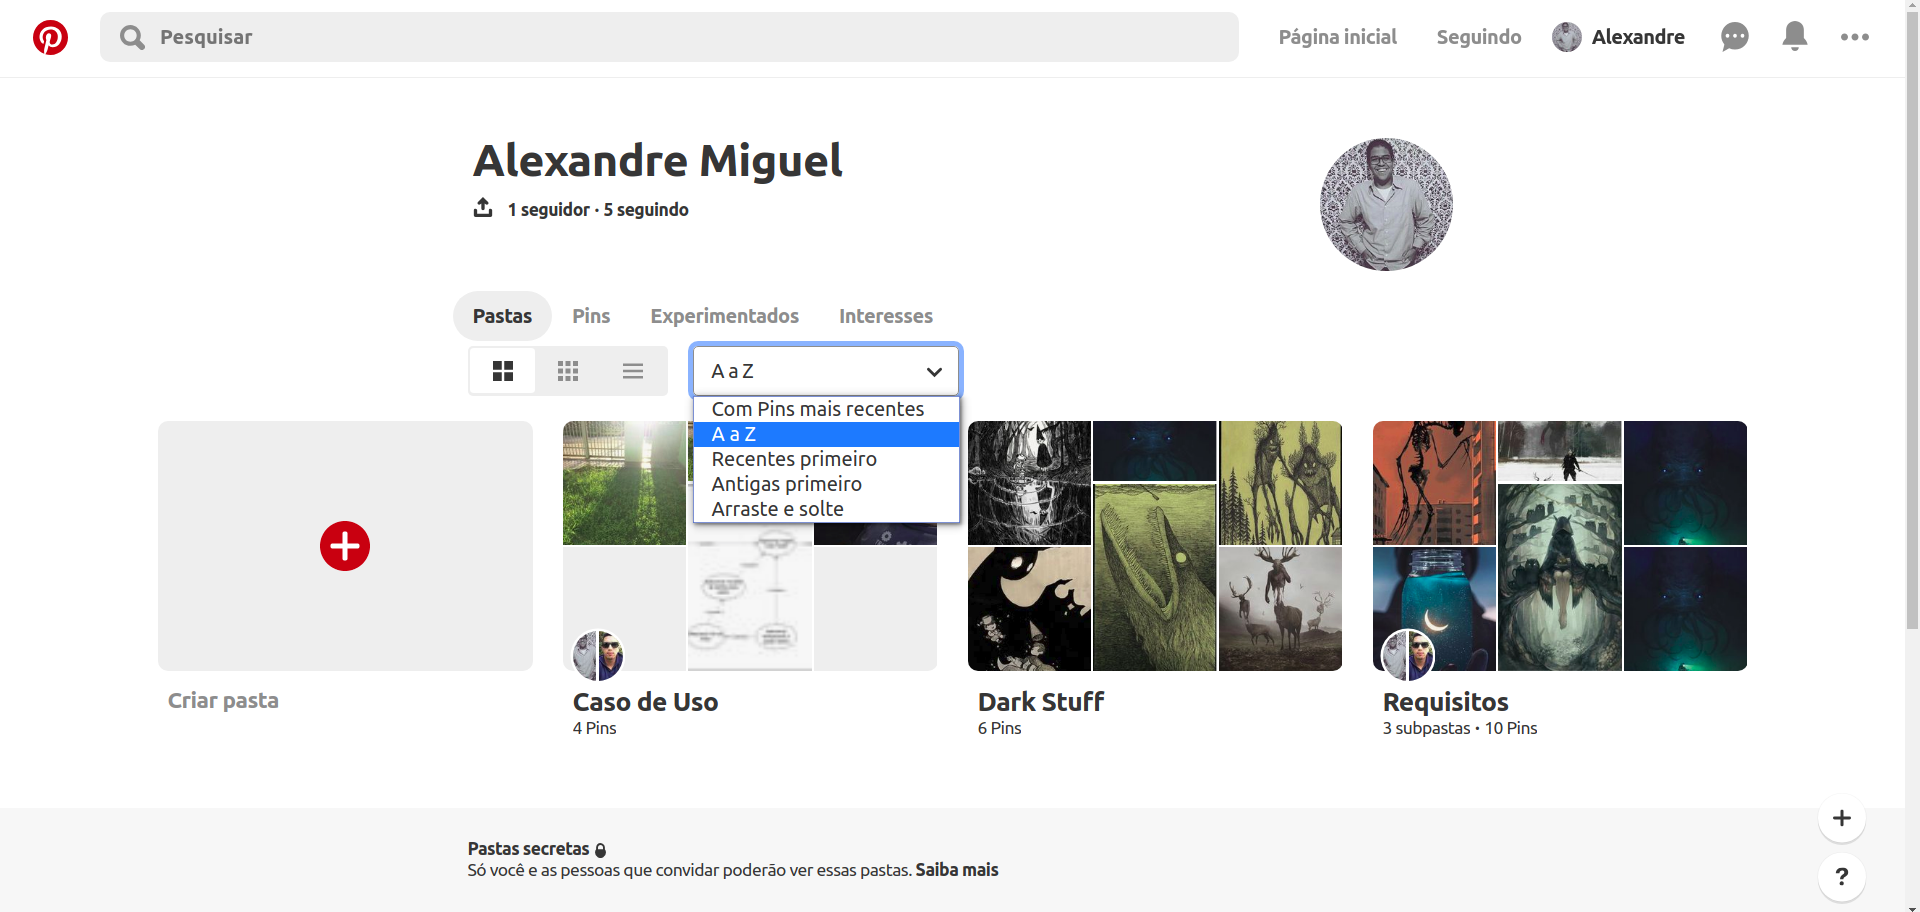 Pesquisar
Página inicial
Seguindo
Alexandre
Alexandre Miguel
1 seguidor · 5 seguindo
Pastas
Pins
Experimentados
Interesses
A a Z
Com Pins mais recentes
A a Z
Recentes primeiro
Antigas primeiro
Arraste e solte
Criar pasta
Caso de Uso
4 Pins
Dark Stuff
6 Pins
Requisitos
3 subpastas · 10 Pins
Pastas secretas
Só você e as pessoas que convidar poderão ver essas pastas. Saiba mais
?